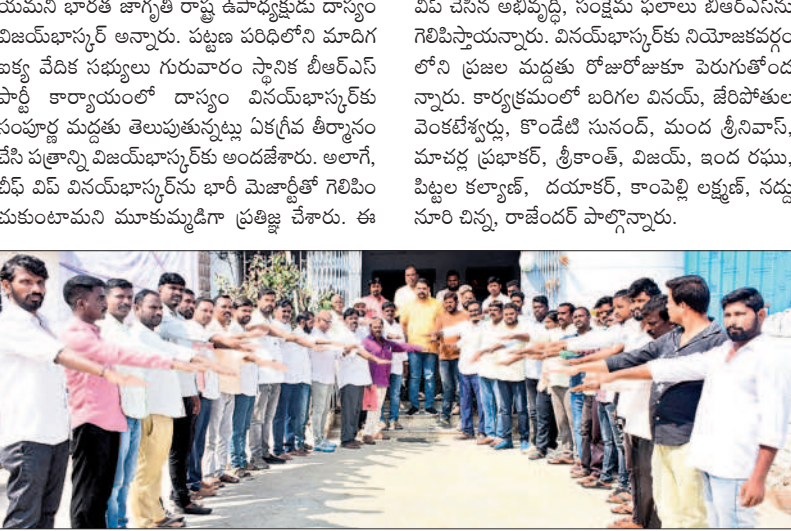 యమని భారత జాగృతి రాష్ట్ర ఉపాధ్యక్షుడు దాస్యం
విజయ్‌భాస్కర్ అన్నారు. పట్టణ పరిధిలోని మాదిగ
ఐక్య వేదిక సభ్యులు గురువారం స్థానిక బీఆర్ఎస్
పార్టీ కార్యాయంలో దాస్యం వినయ్‌భాస్కర్‌కు
సంపూర్ణ మద్దతు తెలుపుతున్నట్లు ఏకగ్రీవ తీర్మానం
చేసి పత్రాన్ని విజయ్‌భాస్కర్‌కు అందజేశారు. అలాగే,
చీఫ్ విప్ వినయ్‌భాస్కర్‌ను భారీ మెజార్టీతో గెలిపిం
చుకుంటామని మూకుమ్మడిగా ప్రతిజ్ఞ చేశారు. ఈ
విప్ చేసిన అభివృద్ధి, సంక్షేమ ఫలాలు బీఆర్ఎస్‌ను
గెలిపిస్తాయన్నారు. వినయ్‌భాస్కర్‌కు నియోజకవర్గం
లోని ప్రజల మద్దతు రోజురోజుకూ పెరుగుతోంద
న్నారు. కార్యక్రమంలో బరిగల వినయ్, జేరిపోతుల
వెంకటేశ్వర్లు, కొండేటి సునంద్, మంద శ్రీనివాస్,
మాచర్ల ప్రభాకర్, శ్రీకాంత్, విజయ్, ఇంద రఘు,
పిట్టల కల్యాణ్, దయాకర్, కాంపెల్లి లక్ష్మణ్, నద్దు
నూరి చిన్న, రాజేందర్ పాల్గొన్నారు.